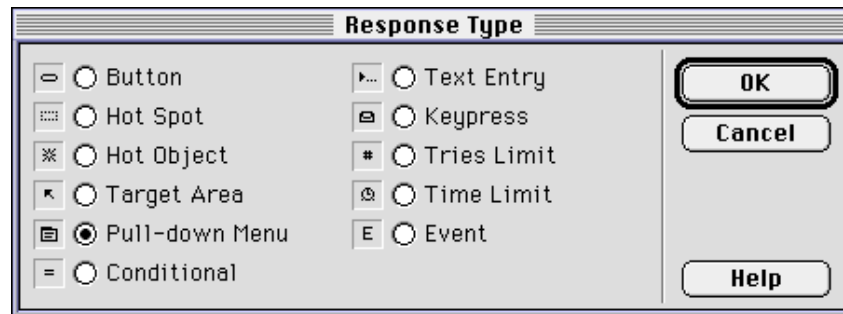 Response Type
Button
Hot Spot
Hot Object
Target Area
Pull-down Menu
= Conditional
Text Entry
Keypress
# Tries Limit
Time Limit
E Event
OK
Cancel
Help